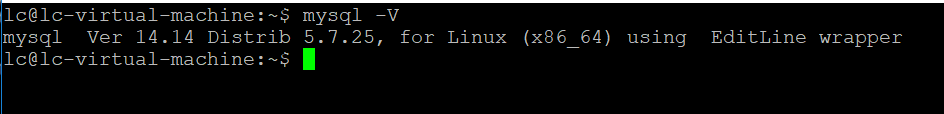 lc@lc-virtual-machine:~$ mysql -V
mysql  Ver 14.14 Distrib 5.7.25, for Linux (x86_64) using  EditLine wrapper
lc@lc-virtual-machine:~$